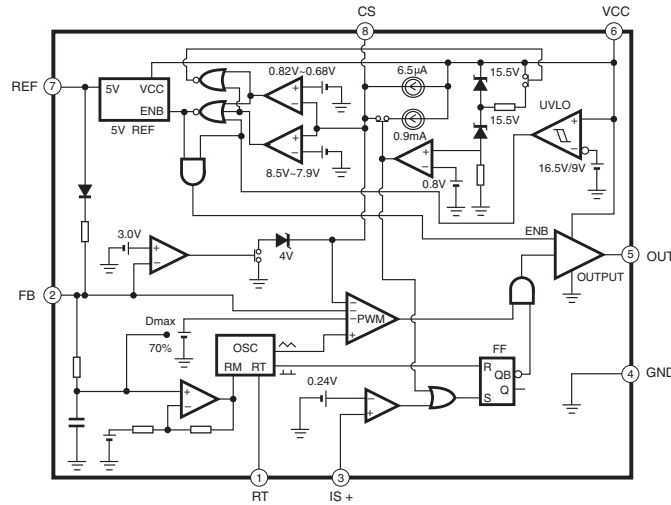 CS
VCC
8
6
REF
7
5V
VCC
ENB
5V REF
0.82V~0.68V
+
−
+
−
8.5V~7.9V
6.5µA
0.9mA
15.5V
15.5V
UVLO
+
−
16.5V/9V
+
−
0.8V
3.0V
+
−
4V
ENB
OUTPUT
5
OUT
FB
2
−
−
−
+
PWM
Dmax
70%
OSC
RM
RT
+
−
0.24V
−
+
FF
R
QB
Q
S
4
GND
1
RT
3
IS +